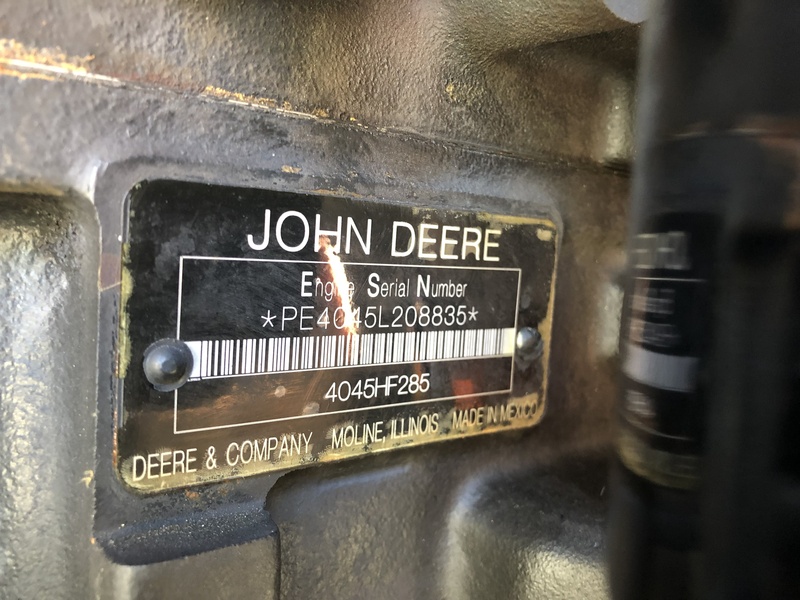 JOHN DEERE
Engine Serial Number
*PE4045L208835*
4045HF285
DEERE & COMPANY MOLINE, ILLINOIS MADE IN MEXICO